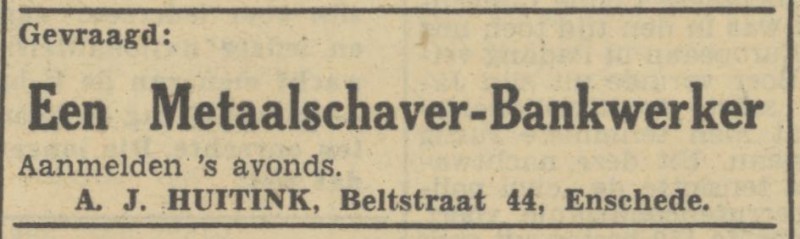 Gevraagd:
Een Metaalschaver-Bankwerker
Aanmelden 's avonds.
A. J. HUITINK, Beltstraat 44, Enschede.